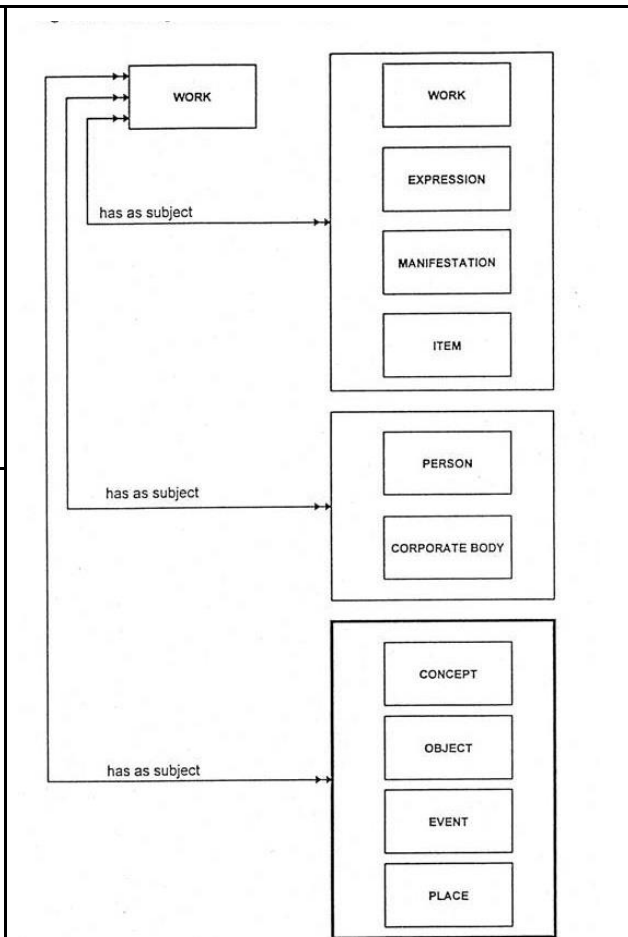 WORK
WORK
EXPRESSION
has as subject
MANIFESTATION
ITEM
PERSON
has as subject
CORPORATE BODY
CONCEPT
OBJECT
has as subject
EVENT
PLACE